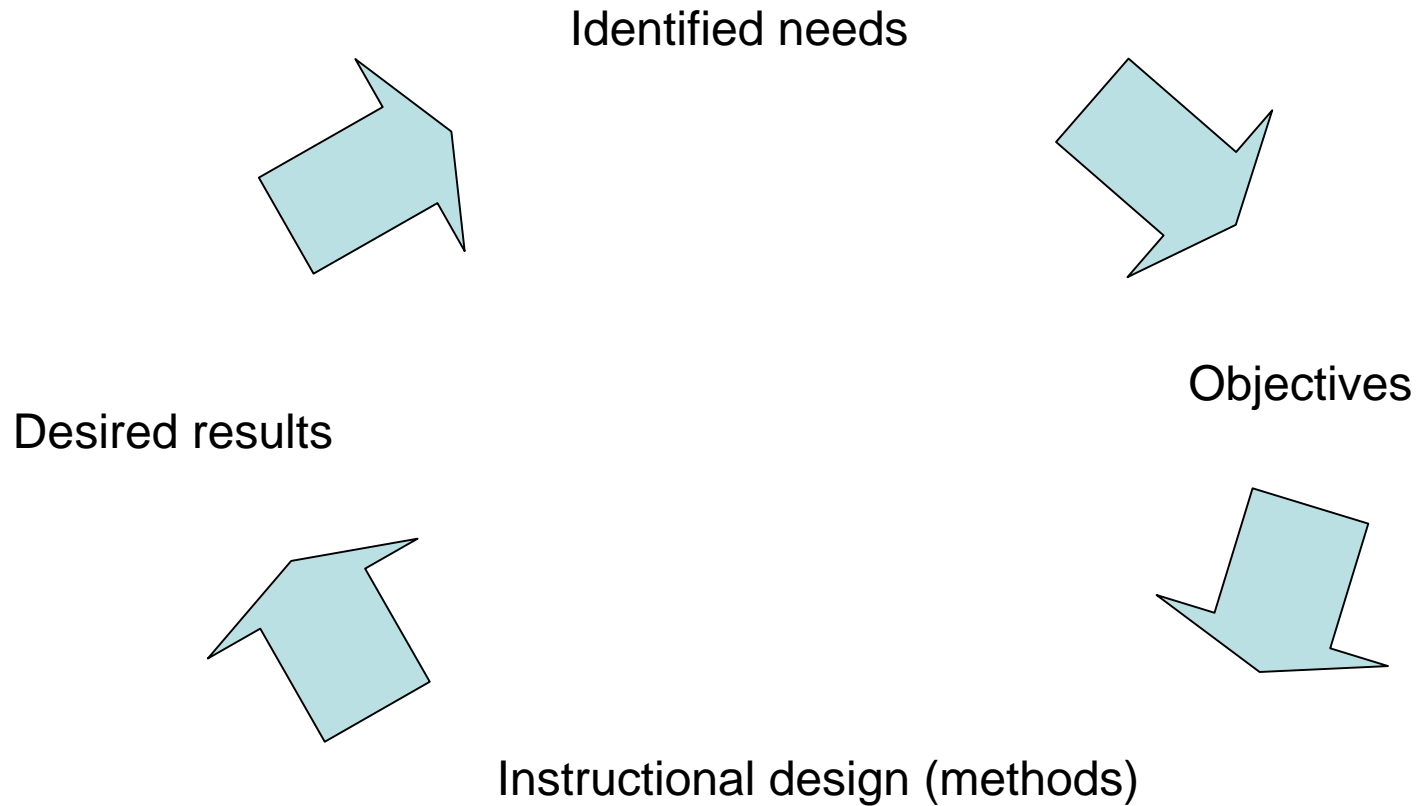 Identified needs
Objectives
Desired results
Instructional design (methods)